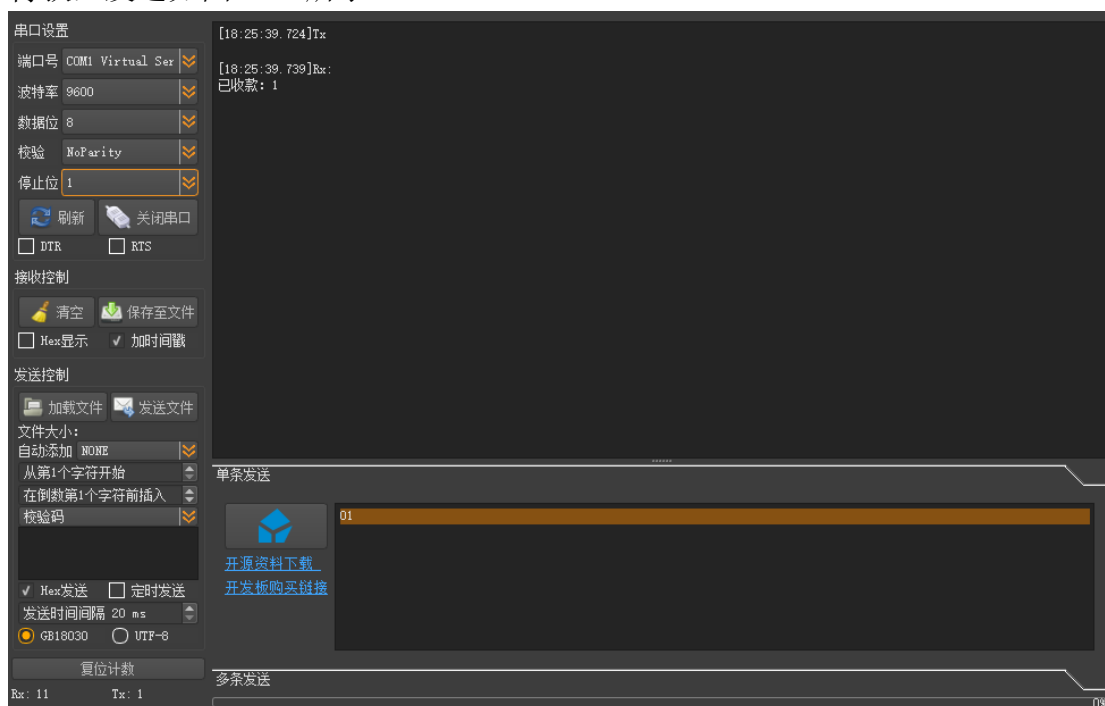 串口设置
端口号 COM1 Virtual Ser
波特率 9600
数据位 8
校验 NoParity
停止位 1
刷新 关闭串口
DTR RTS
接收控制
清空 保存至文件
Hex显示 加时间戳
发送控制
加载文件 发送文件
文件大小:
自动添加 NONE
从第1个字符开始
在倒数第1个字符前插入
校验码
Hex发送 定时发送
发送时间间隔 20 ms
GB18030 UTF-8
复位计数
Rx: 11 Tx: 1
[18:25:39.724]Tx
[18:25:39.739]Rx:
已收款: 1
单条发送
01
开源资料下载
开发板购买链接
多条发送
0%